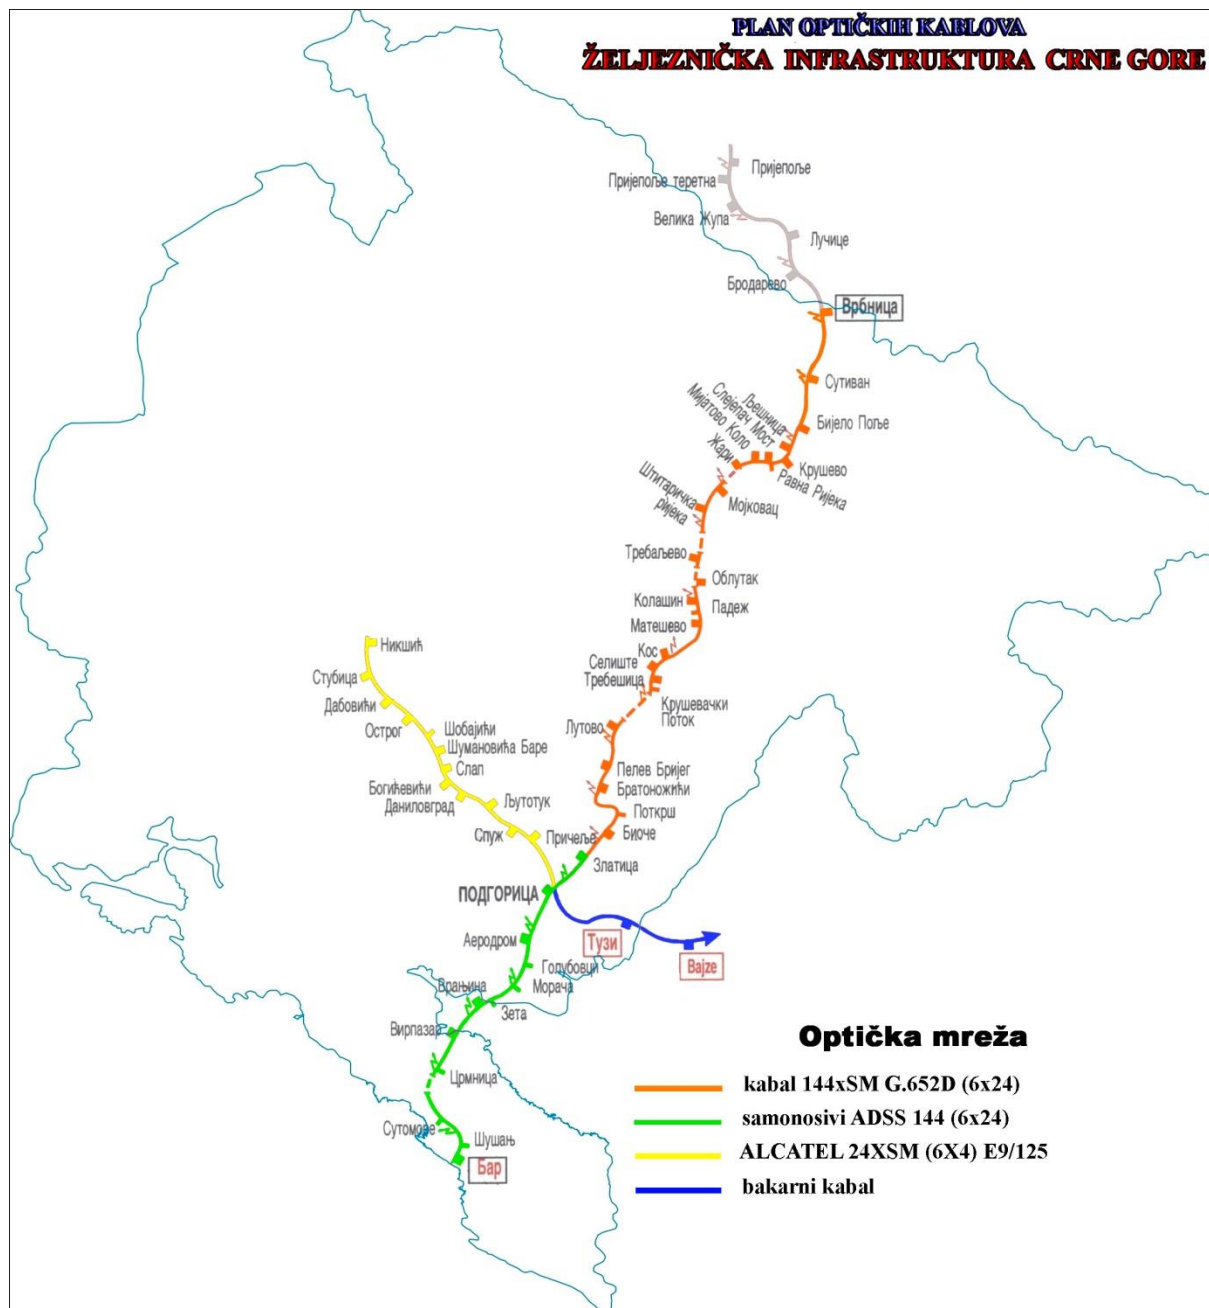 PLAN OPTIČKIH KABLOVA
ŽELJEZNIČKA INFRASTRUKTURA CRNE GORE
Пријепоље
Пријепоље теретна
Велика Жупа
Лучице
Бродарево
Врбница
Сутиван
Бијело Поље
Љешница
Слејепач Мост
Мијатово Коло
Жари
Крушево
Равна Ријека
Мојковац
Штитаричка
ријека
Требаљево
Облутак
Колашин
Падеж
Матешево
Кос
Селиште
Требешица
Крушевачки
Поток
Лутово
Пелев Бријег
Братоножићи
Поткрш
Биоче
Златица
Никшић
Стубица
Дабовићи
Острог
Шобајићи
Шумановића Баре
Слап
Богићевићи
Даниловград
Љутотук
Спуж
Причеље
ПОДГОРИЦА
Тузи
Bajze
Аеродром
Голубовци
Морача
Врањина
Зета
Вирпазар
Црмница
Сутоморе
Шушањ
Бар
Optička mreža
kabal 144xSM G.652D (6x24)
samonosivi ADSS 144 (6x24)
ALCATEL 24XSM (6X4) E9/125
bakarni kabal